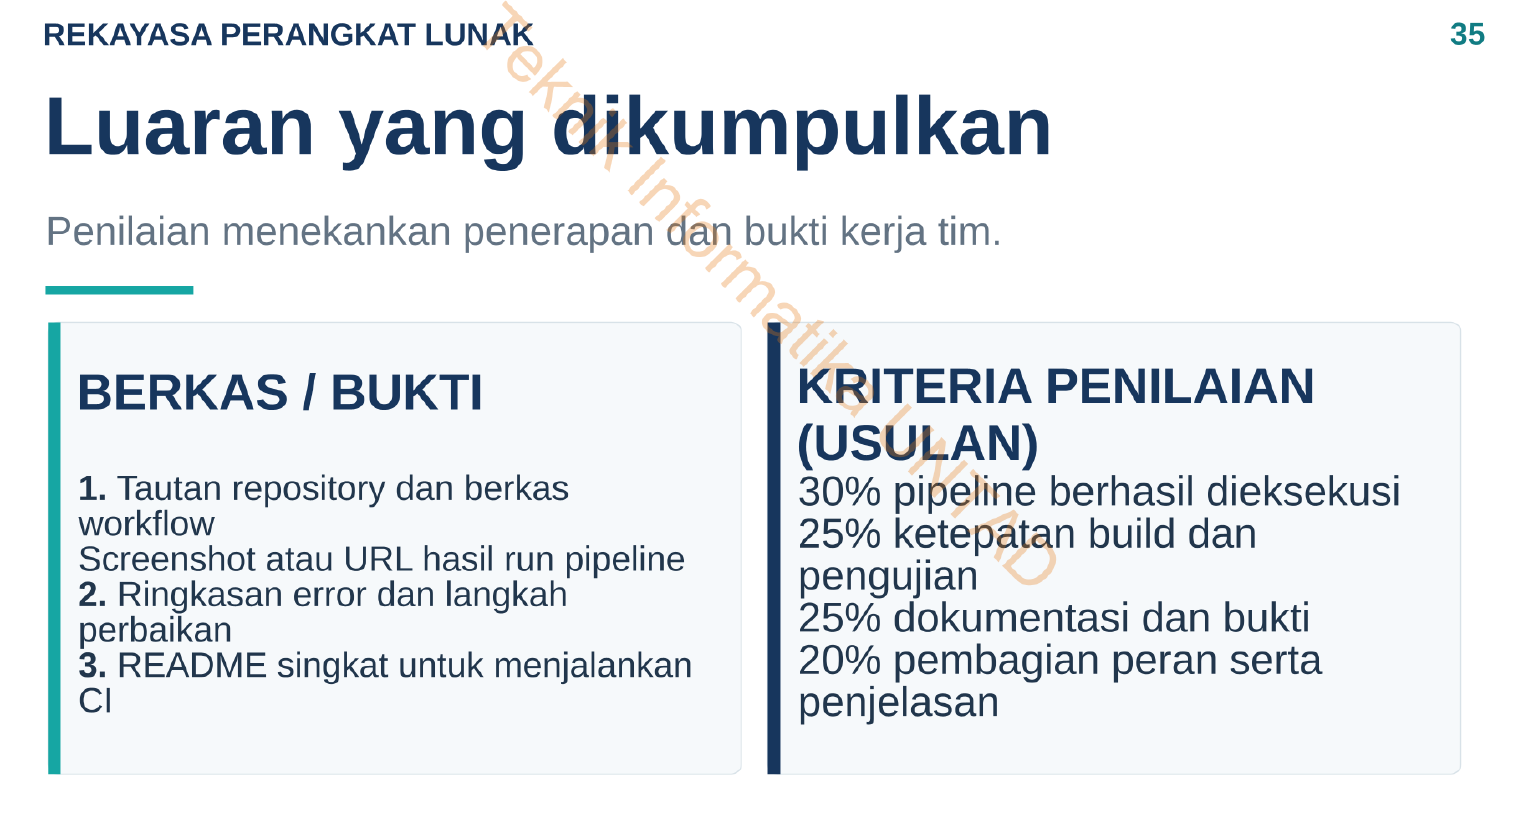 REKAYASA PERANGKAT LUNAK
35
Luaran yang dikumpulkan
Penilaian menekankan penerapan dan bukti kerja tim.
BERKAS / BUKTI
1. Tautan repository dan berkas
workflow
Screenshot atau URL hasil run pipeline
2. Ringkasan error dan langkah
perbaikan
3. README singkat untuk menjalankan
CI
KRITERIA PENILAIAN
(USULAN)
30% pipeline berhasil dieksekusi
25% ketepatan build dan
pengujian
25% dokumentasi dan bukti
20% pembagian peran serta
penjelasan
Teknik Informatika UNTAD